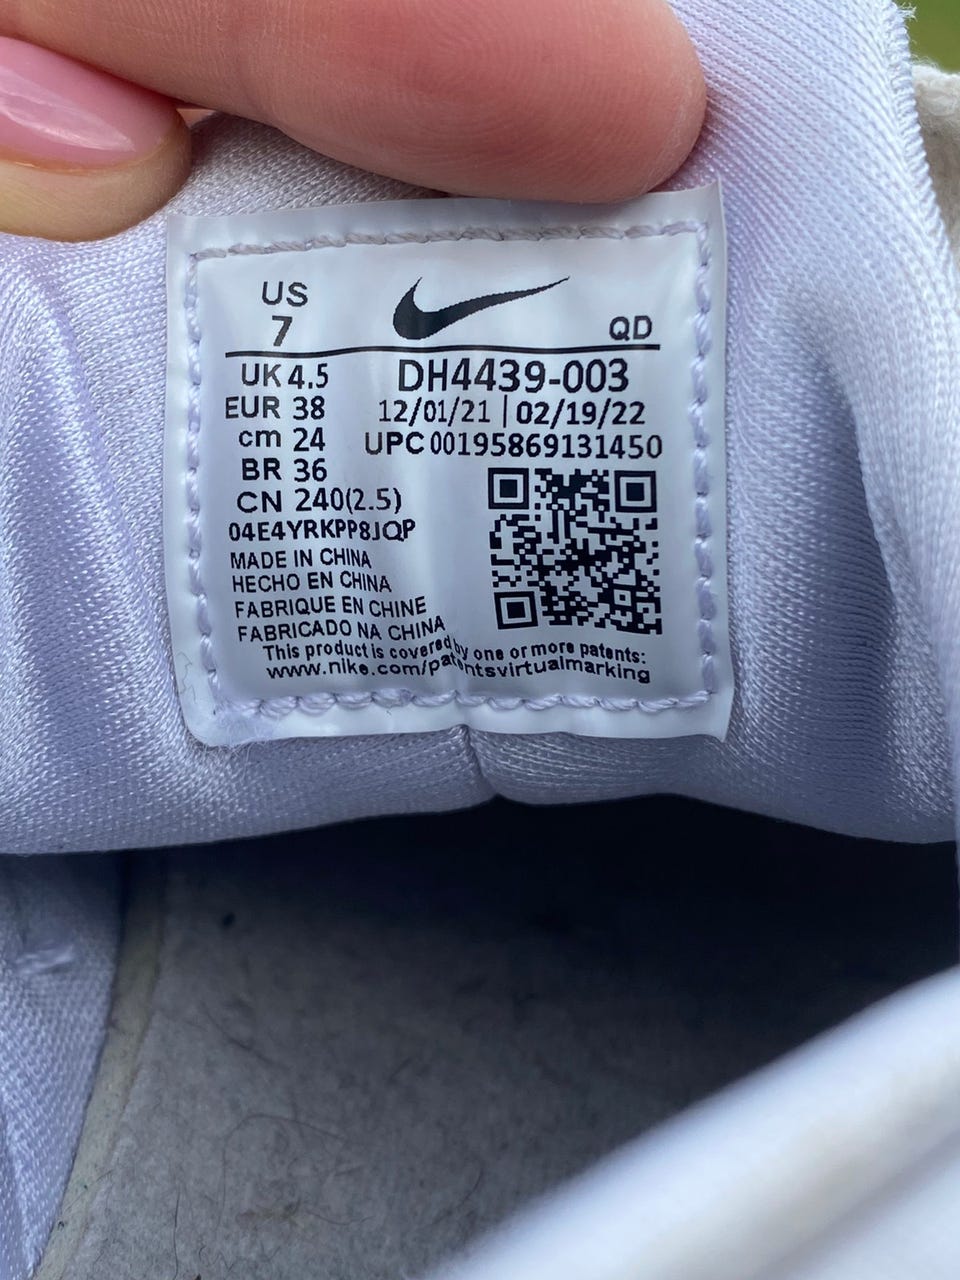 US
7
QD
UK 4.5
EUR 38
cm 24
BR 36
CN 240(2.5)
DH4439-003
12/01/21 | 02/19/22
UPC 00195869131450
04E4YRKPP8JQP
MADE IN CHINA
HECHO EN CHINA
FABRIQUE EN CHINE
FABRICADO NA CHINA
This product is covered by one or more patents:
www.nike.com/patentsvirtualmarking